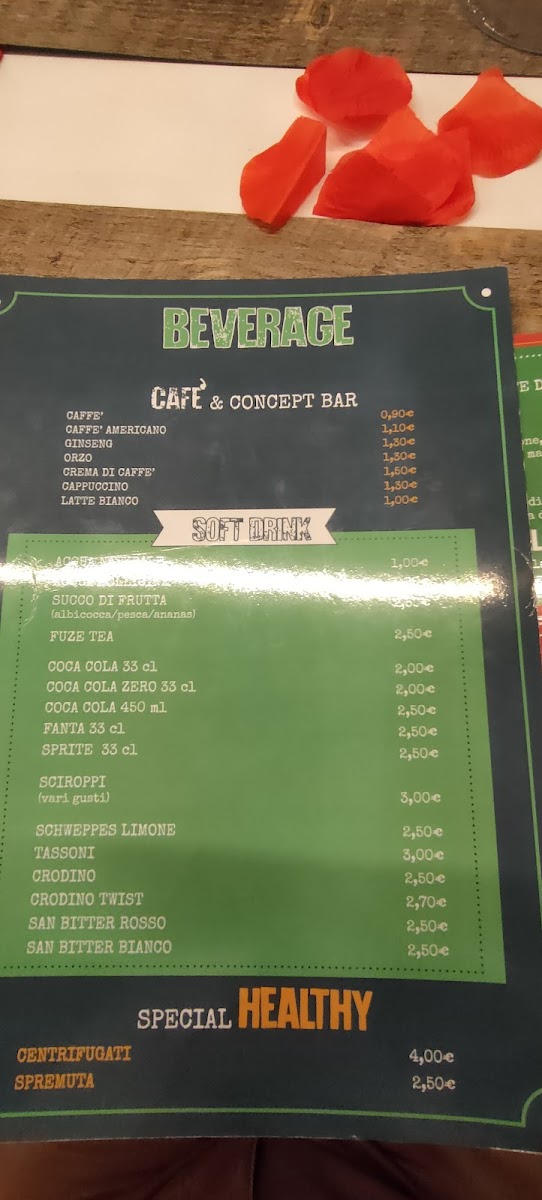 BEVERAGE
CAFE' & CONCEPT BAR
CAFFE' 0,90€
CAFFE' AMERICANO 1,10€
GINSENG 1,30€
ORZO 1,30€
CREMA DI CAFFE' 1,50€
CAPPUCCINO 1,30€
LATTE BIANCO 1,00€
SOFT DRINK
ACQUA 1,00€
SUCCO DI FRUTTA
(albicocca/pesca/ananas)
FUZE TEA 2,50€
COCA COLA 33 cl 2,00€
COCA COLA ZERO 33 cl 2,00€
COCA COLA 450 ml 2,50€
FANTA 33 cl 2,50€
SPRITE 33 cl 2,50€
SCIROPPI
(vari gusti) 3,00€
SCHWEPPES LIMONE 2,50€
TASSONI 3,00€
CRODINO 2,50€
CRODINO TWIST 2,70€
SAN BITTER ROSSO 2,50€
SAN BITTER BIANCO 2,50€
SPECIAL HEALTHY
CENTRIFUGATI 4,00€
SPREMUTA 2,50€